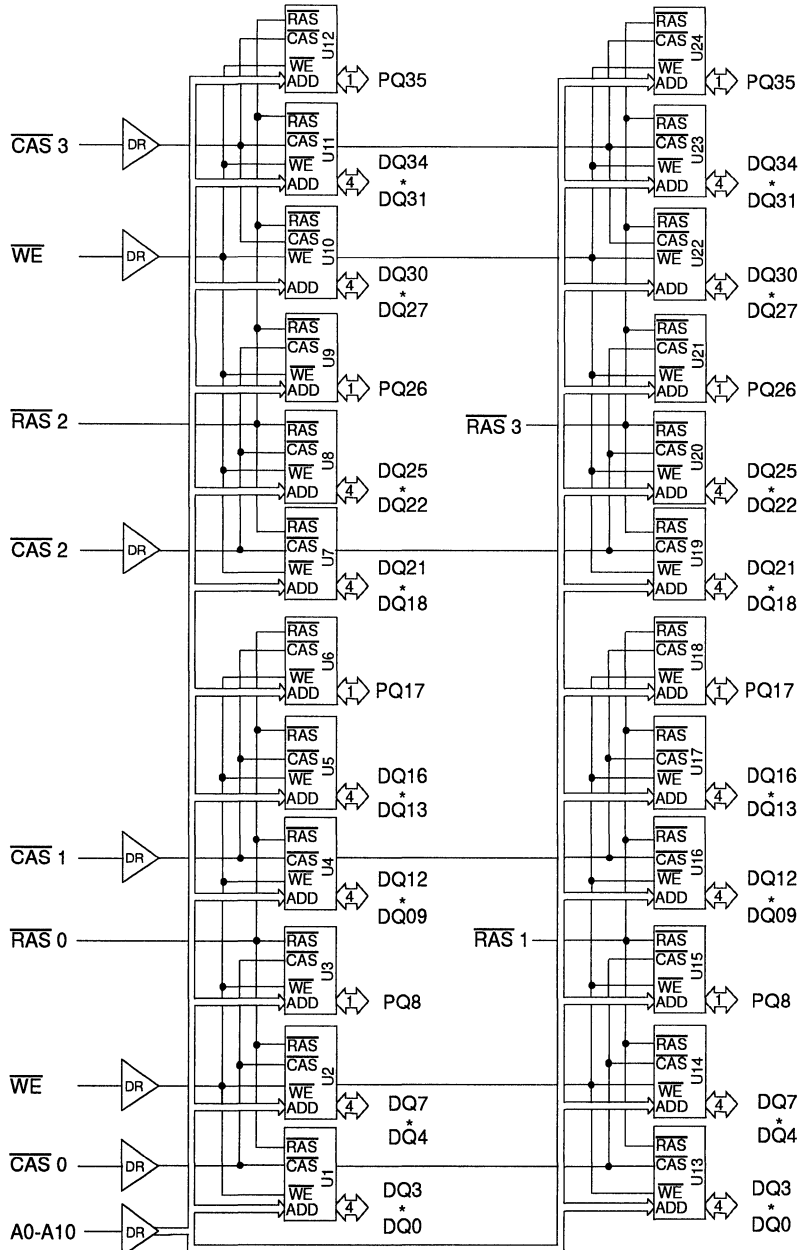 RAS CAS WE ADD U12 1 PQ35
RAS CAS WE ADD U24 1 PQ35
CAS 3 DR
RAS CAS WE ADD U11 4 DQ34 * DQ31
RAS CAS WE ADD U23 4 DQ34 * DQ31
WE DR
RAS CAS WE ADD U10 4 DQ30 * DQ27
RAS CAS WE ADD U22 4 DQ30 * DQ27
RAS CAS WE ADD U9 1 PQ26
RAS CAS WE ADD U21 1 PQ26
RAS 2
RAS CAS WE ADD U8 4 DQ25 * DQ22
RAS 3
RAS CAS WE ADD U20 4 DQ25 * DQ22
CAS 2 DR
RAS CAS WE ADD U7 4 DQ21 * DQ18
RAS CAS WE ADD U19 4 DQ21 * DQ18
RAS CAS WE ADD U6 1 PQ17
RAS CAS WE ADD U18 1 PQ17
RAS CAS WE ADD U5 4 DQ16 * DQ13
RAS CAS WE ADD U17 4 DQ16 * DQ13
CAS 1 DR
RAS CAS WE ADD U4 4 DQ12 * DQ09
RAS CAS WE ADD U16 4 DQ12 * DQ09
RAS 0
RAS CAS WE ADD U3 1 PQ8
RAS 1
RAS CAS WE ADD U15 1 PQ8
WE DR
RAS CAS WE ADD U2 4 DQ7 * DQ4
RAS CAS WE ADD U14 4 DQ7 * DQ4
CAS 0 DR
RAS CAS WE ADD U1 4 DQ3 * DQ0
RAS CAS WE ADD U13 4 DQ3 * DQ0
A0-A10 DR